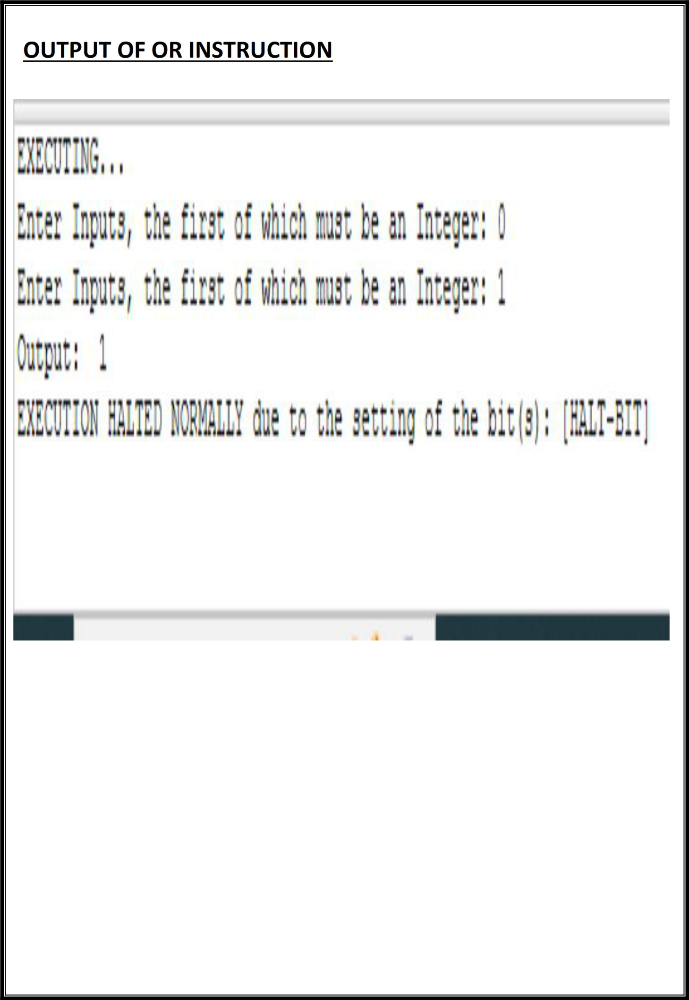 OUTPUT OF OR INSTRUCTION
EXECUTING...
Enter Inputs, the first of which must be an Integer: 0
Enter Inputs, the first of which must be an Integer: 1
Output:  1
EXECUTION HALTED NORMALLY due to the setting of the bit(s): [HALT-BIT]